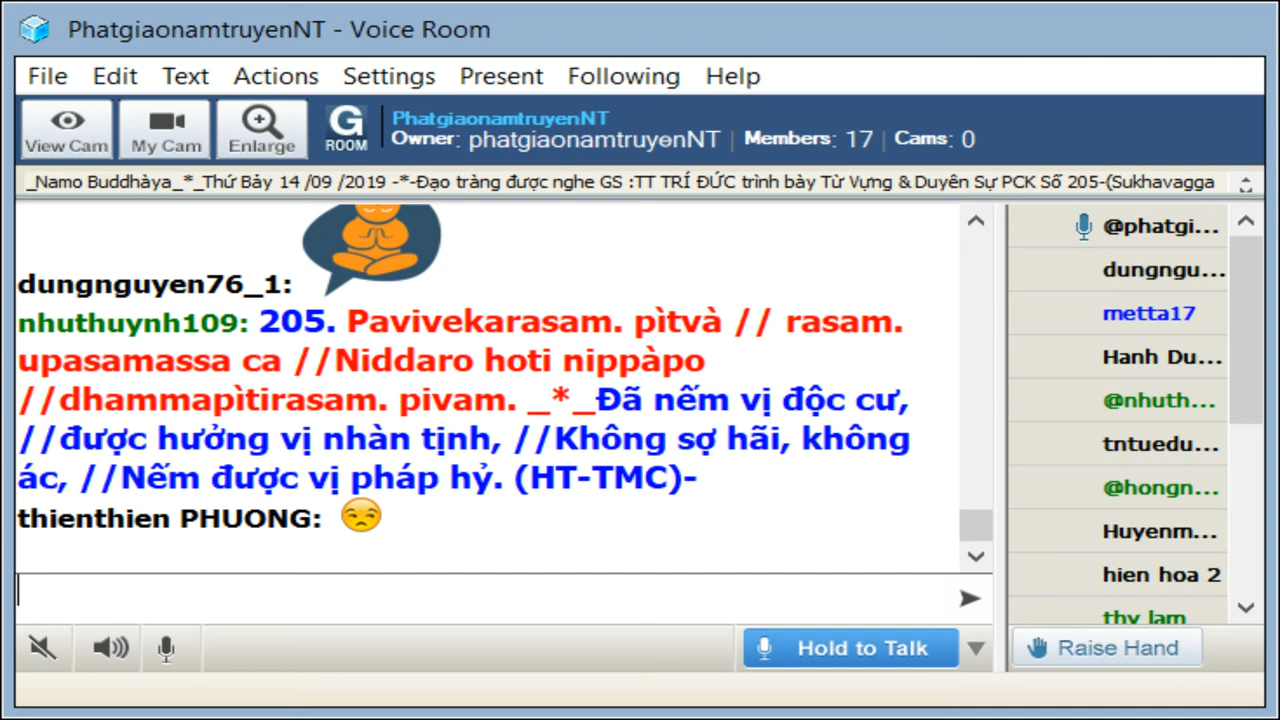 PhatgiaonamtruyenNT - Voice Room
File Edit Text Actions Settings Present Following Help
View Cam My Cam Enlarge G ROOM
PhatgiaonamtruyenNT
Owner: phatgiaonamtruyenNT | Members: 17 | Cams: 0
_Namo Buddhàya_*_Thứ Bảy 14 /09 /2019 -*-Đạo tràng được nghe GS :TT TRÍ ĐỨC trình bày Từ Vựng & Duyên Sự PCK Số 205-(Sukhavagga
dungnguyen76_1:
nhuthuynh109: 205. Pavivekarasam. pìtvà // rasam.
upasamassa ca //Niddaro hoti nippàpo
//dhammapìtirasam. pivam. _*_Đã nếm vị độc cư,
//được hưởng vị nhàn tịnh, //Không sợ hãi, không
ác, //Nếm được vị pháp hỷ. (HT-TMC)-
thienthien PHUONG:
@phatgi...
dungngu...
metta17
Hanh Du...
@nhuth...
tntuedu...
@hongn...
Huyenm...
hien hoa 2
thy lam
Hold to Talk
Raise Hand